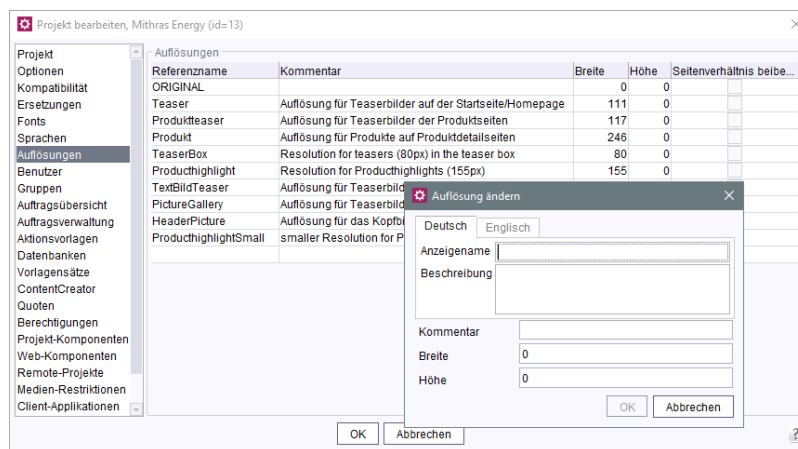 Projekt bearbeiten, Mithras Energy (id=13)
Projekt
Optionen
Kompatibilität
Ersetzungen
Fonts
Sprachen
Auflösungen
Benutzer
Gruppen
Auftragsübersicht
Auftragsverwaltung
Aktionsvorlagen
Datenbanken
Vorlagensätze
ContentCreator
Quoten
Berechtigungen
Projekt-Komponenten
Web-Komponenten
Remote-Projekte
Medien-Restriktionen
Client-Applikationen
Auflösungen
Referenzname Kommentar Breite Höhe Seitenverhältnis beibe...
ORIGINAL 0 0
Teaser Auflösung für Teaserbilder auf der Startseite/Homepage 111 0
Produktteaser Auflösung für Teaserbilder der Produktseiten 117 0
Produkt Auflösung für Produkte auf Produktdetailseiten 246 0
TeaserBox Resolution for teasers (80px) in the teaser box 80 0
Producthighlight Resolution for Producthighlights (155px) 155 0
TextBildTeaser Auflösung für Teaserbild
PictureGallery Auflösung für Teaserbild
HeaderPicture Auflösung für das Kopfbi
ProducthighlightSmall smaller Resolution for P
Auflösung ändern
Deutsch Englisch
Anzeigename
Beschreibung
Kommentar
Breite 0
Höhe 0
OK Abbrechen
OK Abbrechen
?